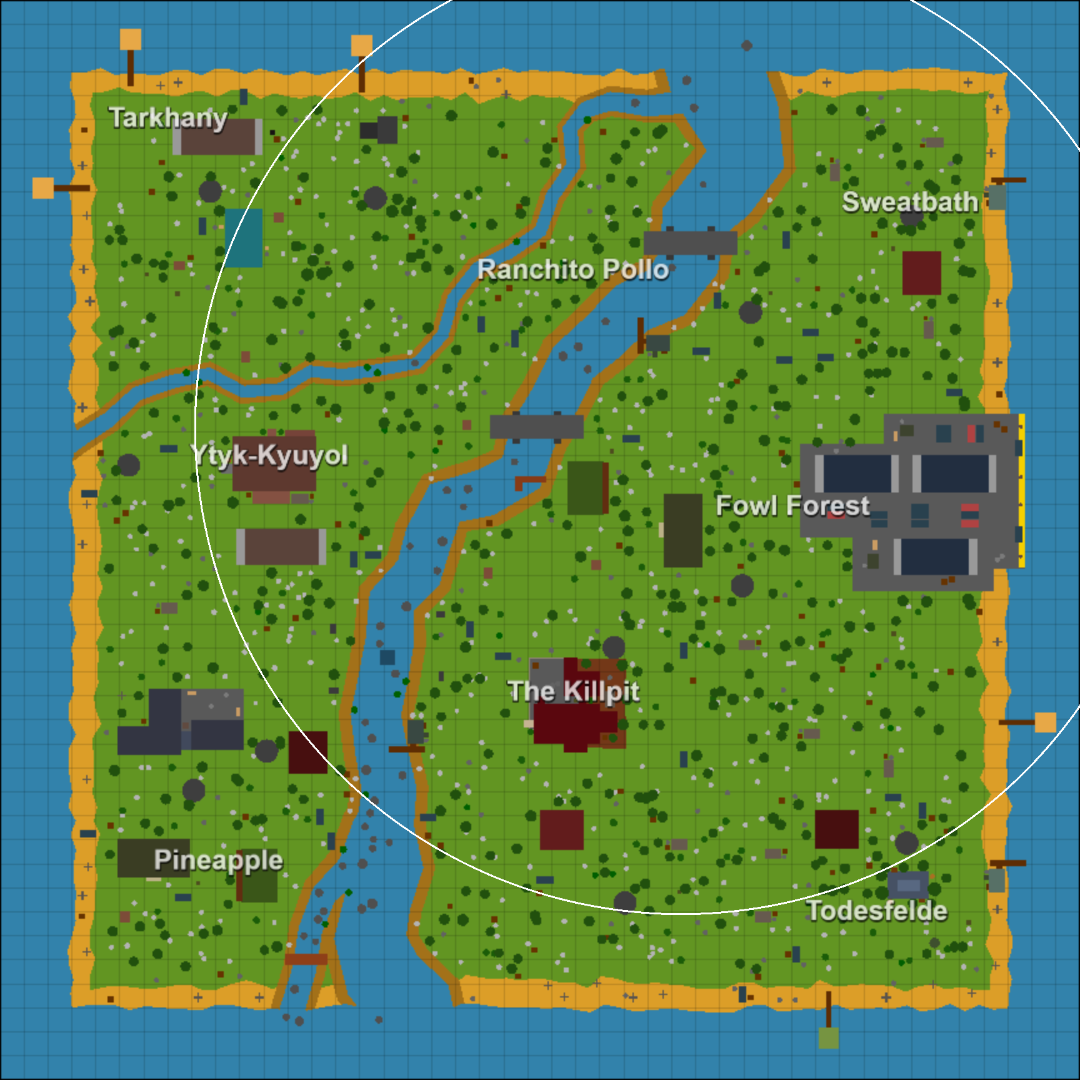 Tarkhany
Sweatbath
Ranchito Pollo
Ytyk-Kyuyol
Fowl Forest
The Killpit
Pineapple
Todesfelde